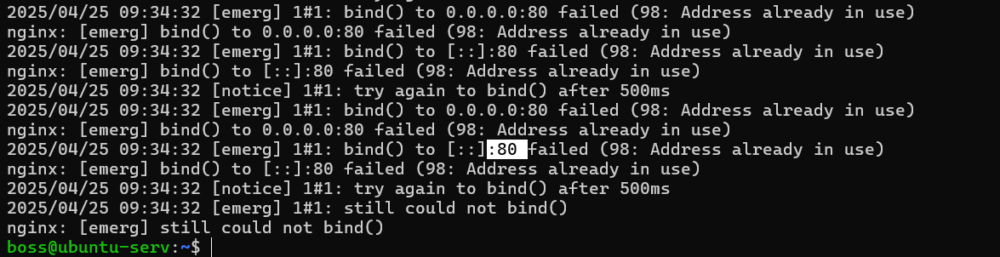 2025/04/25 09:34:32 [emerg] 1#1: bind() to 0.0.0.0:80 failed (98: Address already in use)
nginx: [emerg] bind() to 0.0.0.0:80 failed (98: Address already in use)
2025/04/25 09:34:32 [emerg] 1#1: bind() to [::]:80 failed (98: Address already in use)
nginx: [emerg] bind() to [::]:80 failed (98: Address already in use)
2025/04/25 09:34:32 [notice] 1#1: try again to bind() after 500ms
2025/04/25 09:34:32 [emerg] 1#1: bind() to 0.0.0.0:80 failed (98: Address already in use)
nginx: [emerg] bind() to 0.0.0.0:80 failed (98: Address already in use)
2025/04/25 09:34:32 [emerg] 1#1: bind() to [::]:80 failed (98: Address already in use)
nginx: [emerg] bind() to [::]:80 failed (98: Address already in use)
2025/04/25 09:34:32 [notice] 1#1: try again to bind() after 500ms
2025/04/25 09:34:32 [emerg] 1#1: still could not bind()
nginx: [emerg] still could not bind()
boss@ubuntu-serv:~$